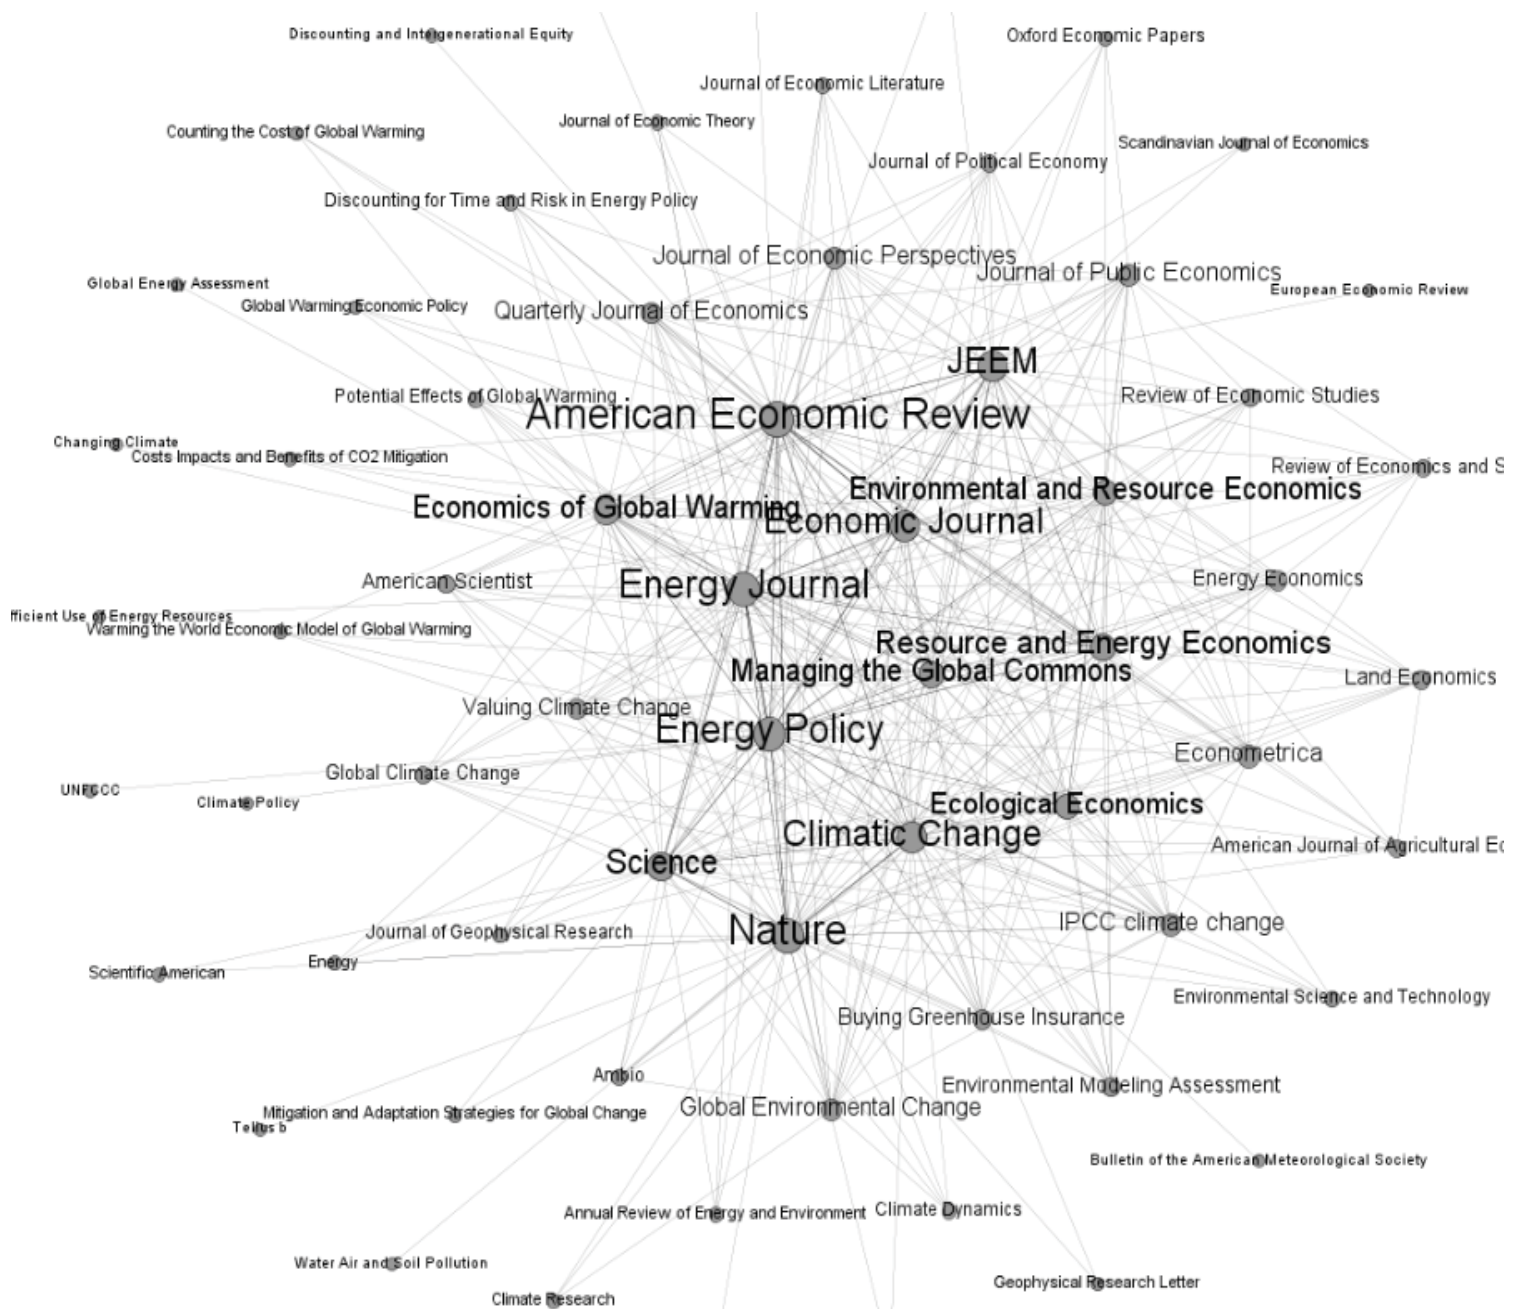 Discounting and Intergenerational Equity
Oxford Economic Papers
Journal of Economic Literature
Journal of Economic Theory
Counting the Cost of Global Warming
Scandinavian Journal of Economics
Journal of Political Economy
Discounting for Time and Risk in Energy Policy
Journal of Economic Perspectives
Journal of Public Economics
Global Energy Assessment
European Economic Review
Global Warming Economic Policy
Quarterly Journal of Economics
JEEM
Potential Effects of Global Warming
Review of Economic Studies
American Economic Review
Changing Climate
Costs Impacts and Benefits of CO2 Mitigation
Review of Economics and S
Environmental and Resource Economics
Economics of Global Warming
Economic Journal
American Scientist
Energy Journal
Energy Economics
fficient Use of Energy Resources
Warming the World Economic Model of Global Warming
Resource and Energy Economics
Managing the Global Commons
Land Economics
Valuing Climate Change
Energy Policy
Econometrica
Global Climate Change
UNFCCC
Climate Policy
Ecological Economics
Climatic Change
American Journal of Agricultural Ec
Science
IPCC climate change
Nature
Journal of Geophysical Research
Energy
Scientific American
Environmental Science and Technology
Buying Greenhouse Insurance
Ambio
Environmental Modeling Assessment
Global Environmental Change
Mitigation and Adaptation Strategies for Global Change
Tellus b
Bulletin of the American Meteorological Society
Annual Review of Energy and Environment
Climate Dynamics
Water Air and Soil Pollution
Geophysical Research Letter
Climate Research